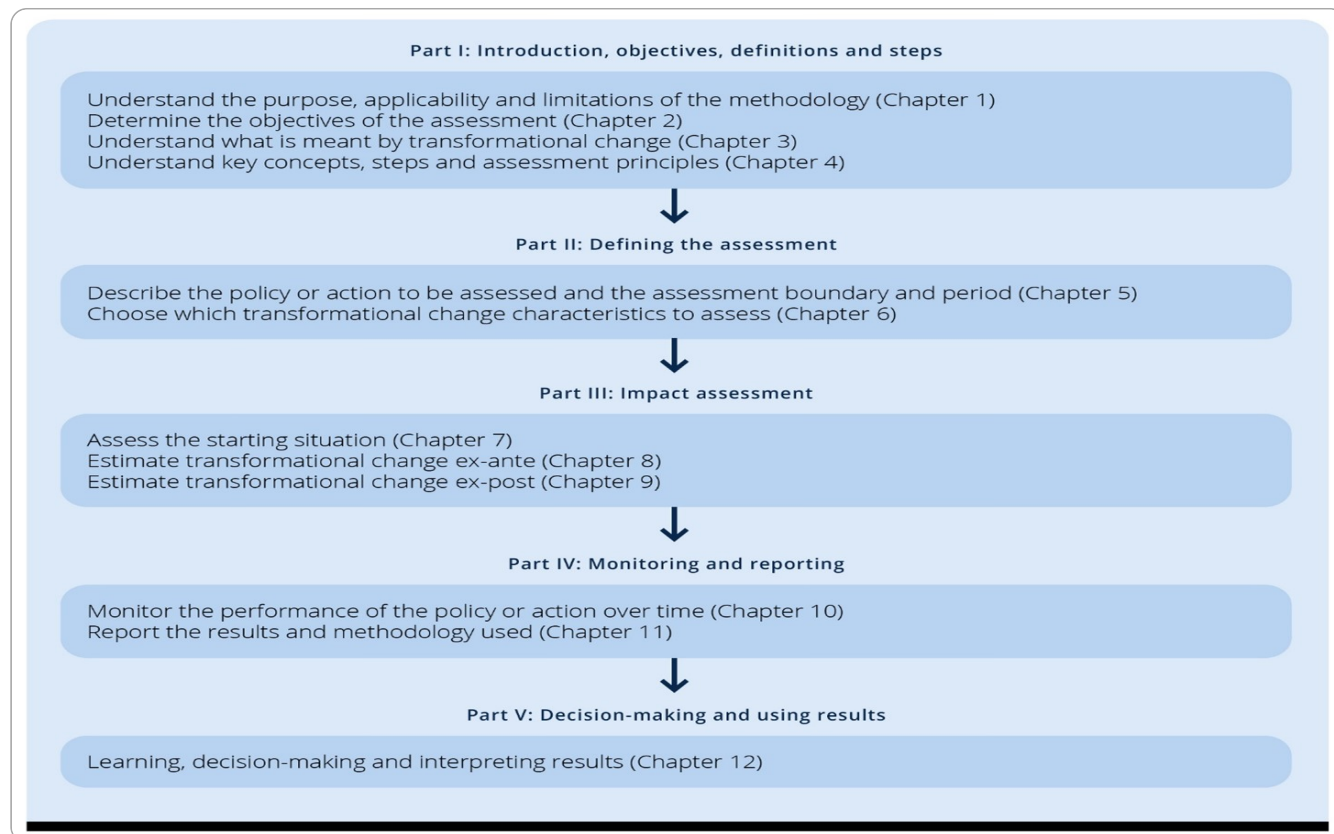 Part I: Introduction, objectives, definitions and steps
Understand the purpose, applicability and limitations of the methodology (Chapter 1)
Determine the objectives of the assessment (Chapter 2)
Understand what is meant by transformational change (Chapter 3)
Understand key concepts, steps and assessment principles (Chapter 4)
Part II: Defining the assessment
Describe the policy or action to be assessed and the assessment boundary and period (Chapter 5)
Choose which transformational change characteristics to assess (Chapter 6)
Part III: Impact assessment
Assess the starting situation (Chapter 7)
Estimate transformational change ex-ante (Chapter 8)
Estimate transformational change ex-post (Chapter 9)
Part IV: Monitoring and reporting
Monitor the performance of the policy or action over time (Chapter 10)
Report the results and methodology used (Chapter 11)
Part V: Decision-making and using results
Learning, decision-making and interpreting results (Chapter 12)